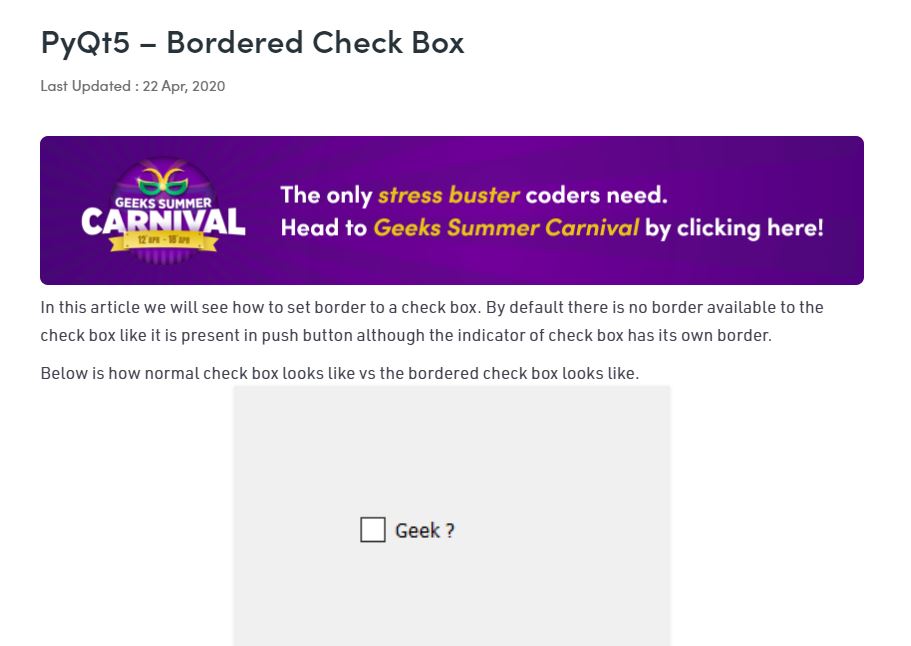 PyQt5 – Bordered Check Box
Last Updated : 22 Apr, 2020
GEEKS SUMMER
CARNIVAL
12 APR - 18 APR
The only stress buster coders need.
Head to Geeks Summer Carnival by clicking here!
In this article we will see how to set border to a check box. By default there is no border available to the
check box like it is present in push button although the indicator of check box has its own border.
Below is how normal check box looks like vs the bordered check box looks like.
Geek ?